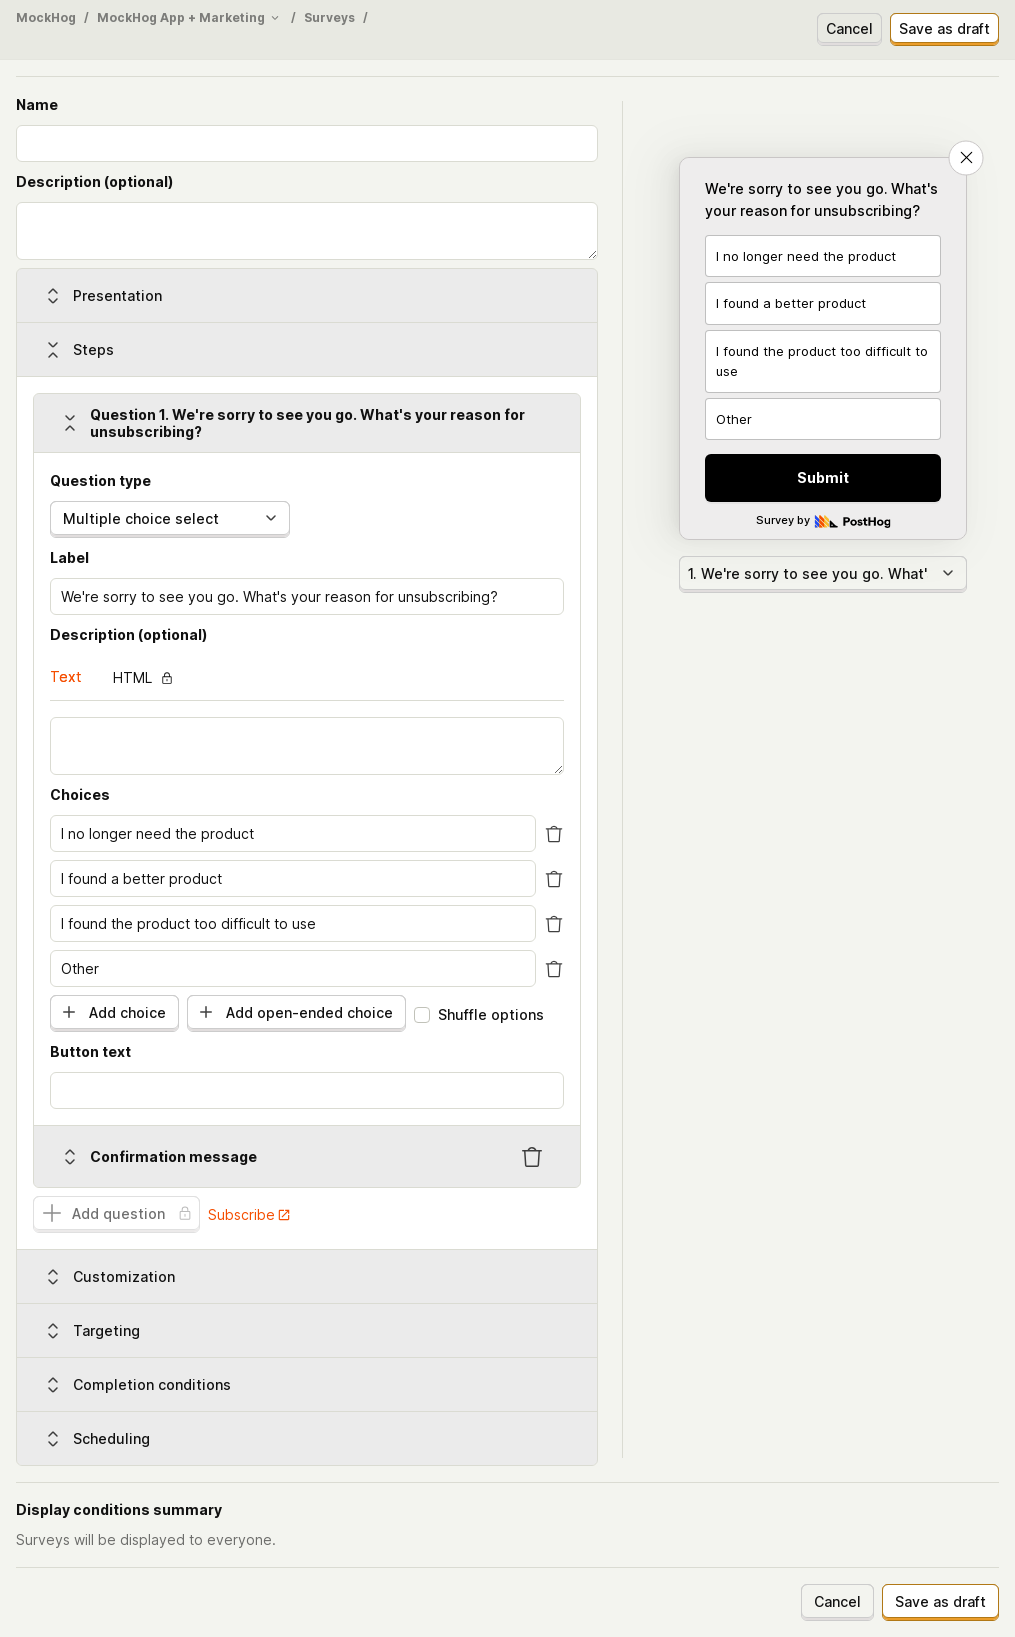 MockHog / MockHog App + Marketing / Surveys /
Cancel
Save as draft
Name
Description (optional)
Presentation
Steps
Question 1. We're sorry to see you go. What's your reason for
unsubscribing?
Question type
Multiple choice select
Label
We're sorry to see you go. What's your reason for unsubscribing?
Description (optional)
Text
HTML
Choices
I no longer need the product
I found a better product
I found the product too difficult to use
Other
Add choice
Add open-ended choice
Shuffle options
Button text
Confirmation message
Add question
Subscribe
Customization
Targeting
Completion conditions
Scheduling
We're sorry to see you go. What's
your reason for unsubscribing?
I no longer need the product
I found a better product
I found the product too difficult to
use
Other
Submit
Survey by PostHog
1. We're sorry to see you go. What'
Display conditions summary
Surveys will be displayed to everyone.
Cancel
Save as draft